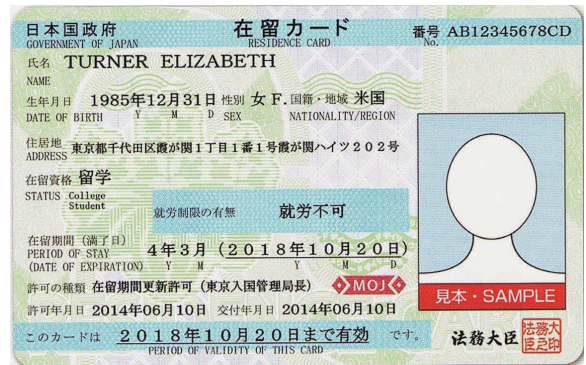 日本国政府 在留カード 番号 AB12345678CD
GOVERNMENT OF JAPAN RESIDENCE CARD No.
氏名 TURNER ELIZABETH
NAME
生年月日 1985年12月31日 性別 女 F. 国籍・地域 米国
DATE OF BIRTH Y M D SEX NATIONALITY/REGION
住居地 東京都千代田区霞が関1丁目1番1号霞が関ハイツ202号
ADDRESS
在留資格 留学
STATUS College
Student
就労制限の有無 就労不可
在留期間(満了日) 4年3月(2018年10月20日)
PERIOD OF STAY
(DATE OF EXPIRATION) Y M Y M D
許可の種類 在留期間更新許可(東京入国管理局長) MOJ
見本・SAMPLE
許可年月日 2014年06月10日 交付年月日 2014年06月10日
このカードは 2018年10月20日まで有効 です。
PERIOD OF VALIDITY OF THIS CARD
法務大臣 法務大臣之印